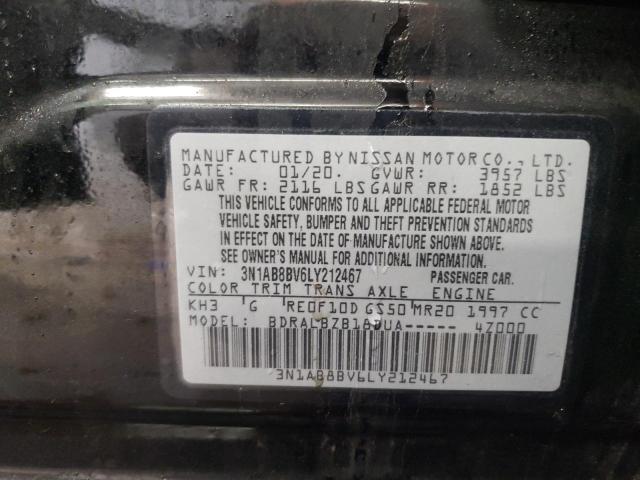 MANUFACTURED BY NISSAN MOTOR CO., LTD.
DATE: 01/20. GVWR: 3957 LBS
GAWR FR: 2116 LBS GAWR RR: 1852 LBS
THIS VEHICLE CONFORMS TO ALL APPLICABLE FEDERAL MOTOR
VEHICLE SAFETY, BUMPER AND THEFT PREVENTION STANDARDS
IN EFFECT ON THE DATE OF MANUFACTURE SHOWN ABOVE.
SEE OWNER'S MANUAL FOR ADDITIONAL INFORMATION.
VIN: 3N1AB8BV6LY212467 PASSENGER CAR.
COLOR TRIM TRANS AXLE ENGINE
KH3 G RE0F10D GS50 MR20 1997 CC
MODEL: BDRALBZB18DUA----- 4Z000
3N1AB8BV6LY212467